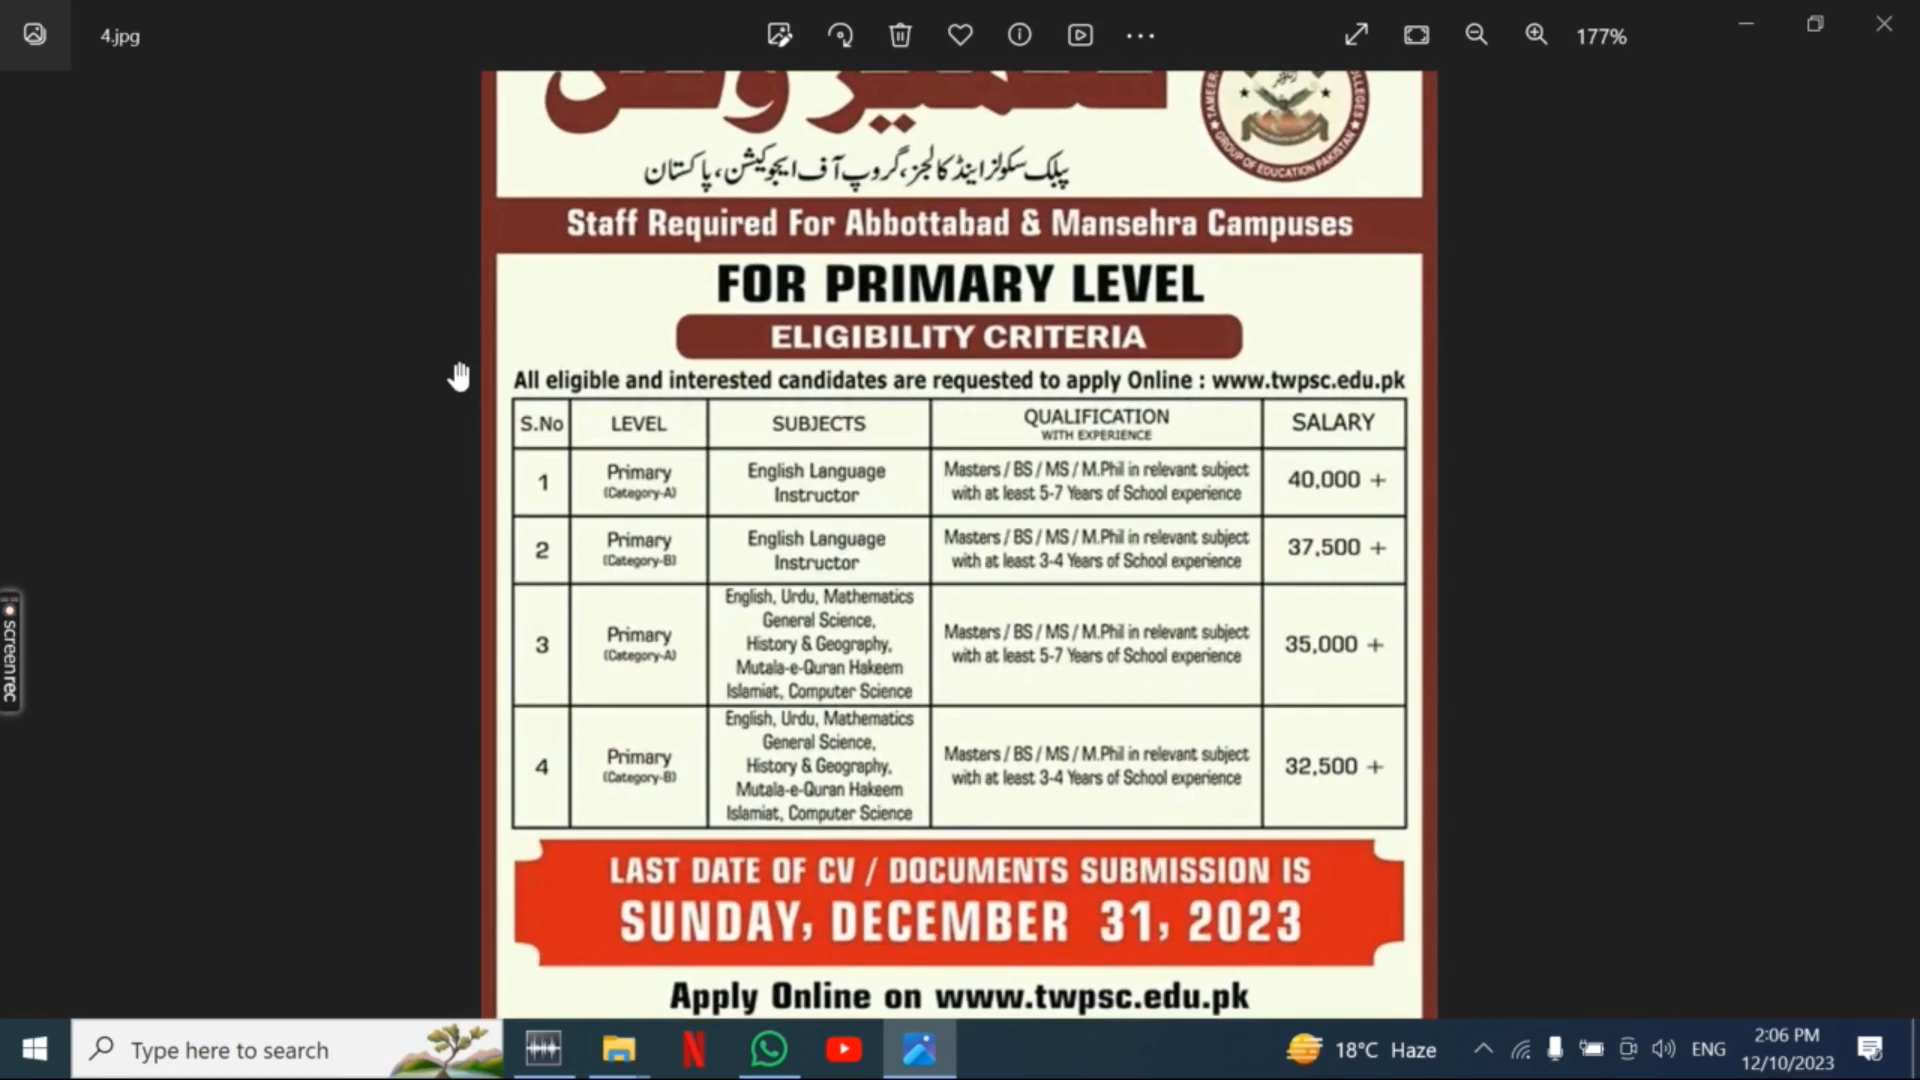 4.jpg
177%
تعمیر وطن
پبلک سکولز اینڈ کالجز، گروپ آف ایجوکیشن، پاکستان
GROUP OF EDUCATION PAKISTAN
Staff Required For Abbottabad & Mansehra Campuses
FOR PRIMARY LEVEL
ELIGIBILITY CRITERIA
All eligible and interested candidates are requested to apply Online : www.twpsc.edu.pk
S.No LEVEL SUBJECTS QUALIFICATION WITH EXPERIENCE SALARY
1 Primary (Category-A) English Language Instructor Masters / BS / MS / M.Phil in relevant subject with at least 5-7 Years of School experience 40,000 +
2 Primary (Category-B) English Language Instructor Masters / BS / MS / M.Phil in relevant subject with at least 3-4 Years of School experience 37,500 +
3 Primary (Category-A) English, Urdu, Mathematics General Science, History & Geography, Mutala-e-Quran Hakeem Islamiat, Computer Science Masters / BS / MS / M.Phil in relevant subject with at least 5-7 Years of School experience 35,000 +
4 Primary (Category-B) English, Urdu, Mathematics General Science, History & Geography, Mutala-e-Quran Hakeem Islamiat, Computer Science Masters / BS / MS / M.Phil in relevant subject with at least 3-4 Years of School experience 32,500 +
LAST DATE OF CV / DOCUMENTS SUBMISSION IS
SUNDAY, DECEMBER 31, 2023
Apply Online on www.twpsc.edu.pk
screenrec
Type here to search
18°C Haze
ENG
2:06 PM
12/10/2023